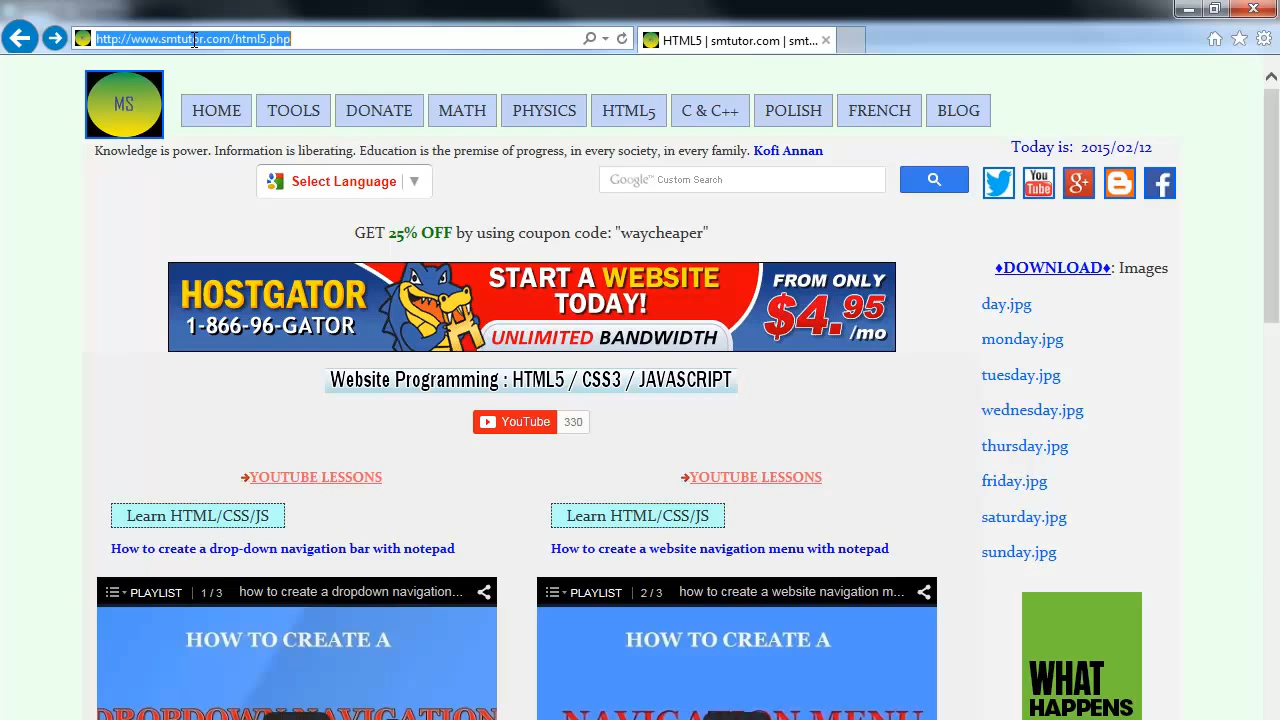 http://www.smtutor.com/html5.php
HTML5 | smtutor.com | smt...
MS
HOME
TOOLS
DONATE
MATH
PHYSICS
HTML5
C & C++
POLISH
FRENCH
BLOG
Knowledge is power. Information is liberating. Education is the premise of progress, in every society, in every family. Kofi Annan
Today is: 2015/02/12
Select Language
Google™ Custom Search
You Tube
GET 25% OFF by using coupon code: "waycheaper"
HOSTGATOR
1-866-96-GATOR
START A WEBSITE
TODAY!
UNLIMITED BANDWIDTH
FROM ONLY
$4.95
/mo
♦DOWNLOAD♦: Images
day.jpg
monday.jpg
tuesday.jpg
wednesday.jpg
thursday.jpg
friday.jpg
saturday.jpg
sunday.jpg
Website Programming : HTML5 / CSS3 / JAVASCRIPT
YouTube 330
YOUTUBE LESSONS
Learn HTML/CSS/JS
How to create a drop-down navigation bar with notepad
PLAYLIST 1 / 3 how to create a dropdown navigation...
HOW TO CREATE A
DROPDOWN NAVIGATION
YOUTUBE LESSONS
Learn HTML/CSS/JS
How to create a website navigation menu with notepad
PLAYLIST 2 / 3 how to create a website navigation m...
HOW TO CREATE A
NAVIGATION MENU
WHAT
HAPPENS